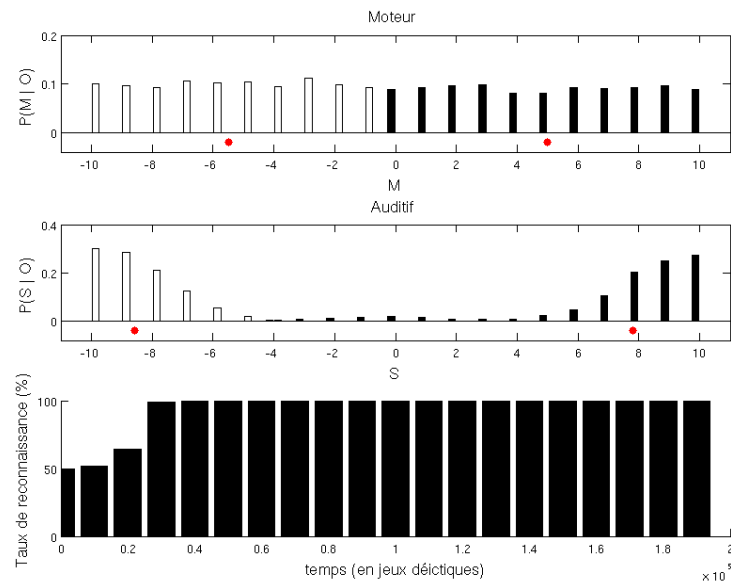 Moteur
P(M | O)
0.2
0.1
0
-10 -8 -6 -4 -2 0 2 4 6 8 10
M
Auditif
P(S | O)
0.4
0.2
0
-10 -8 -6 -4 -2 0 2 4 6 8 10
S
Taux de reconnaissance (%)
100
50
0
0 0.2 0.4 0.6 0.8 1 1.2 1.4 1.6 1.8
temps (en jeux déictiques)
× 10